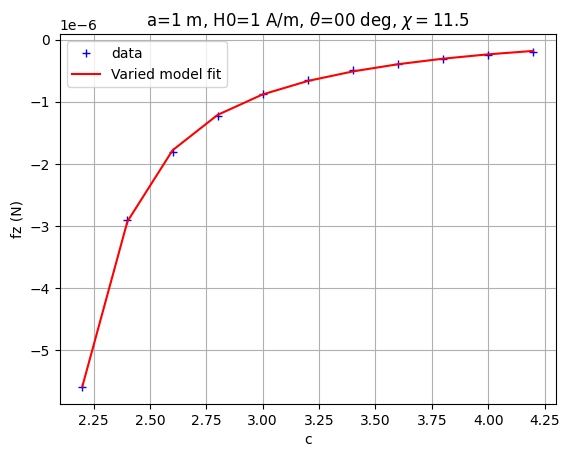 a=1 m, H0=1 A/m, θ=00 deg, χ = 11.5
1e−6
data
Varied model fit
0
−1
−2
−3
−4
−5
fz (N)
2.25 2.50 2.75 3.00 3.25 3.50 3.75 4.00 4.25
c